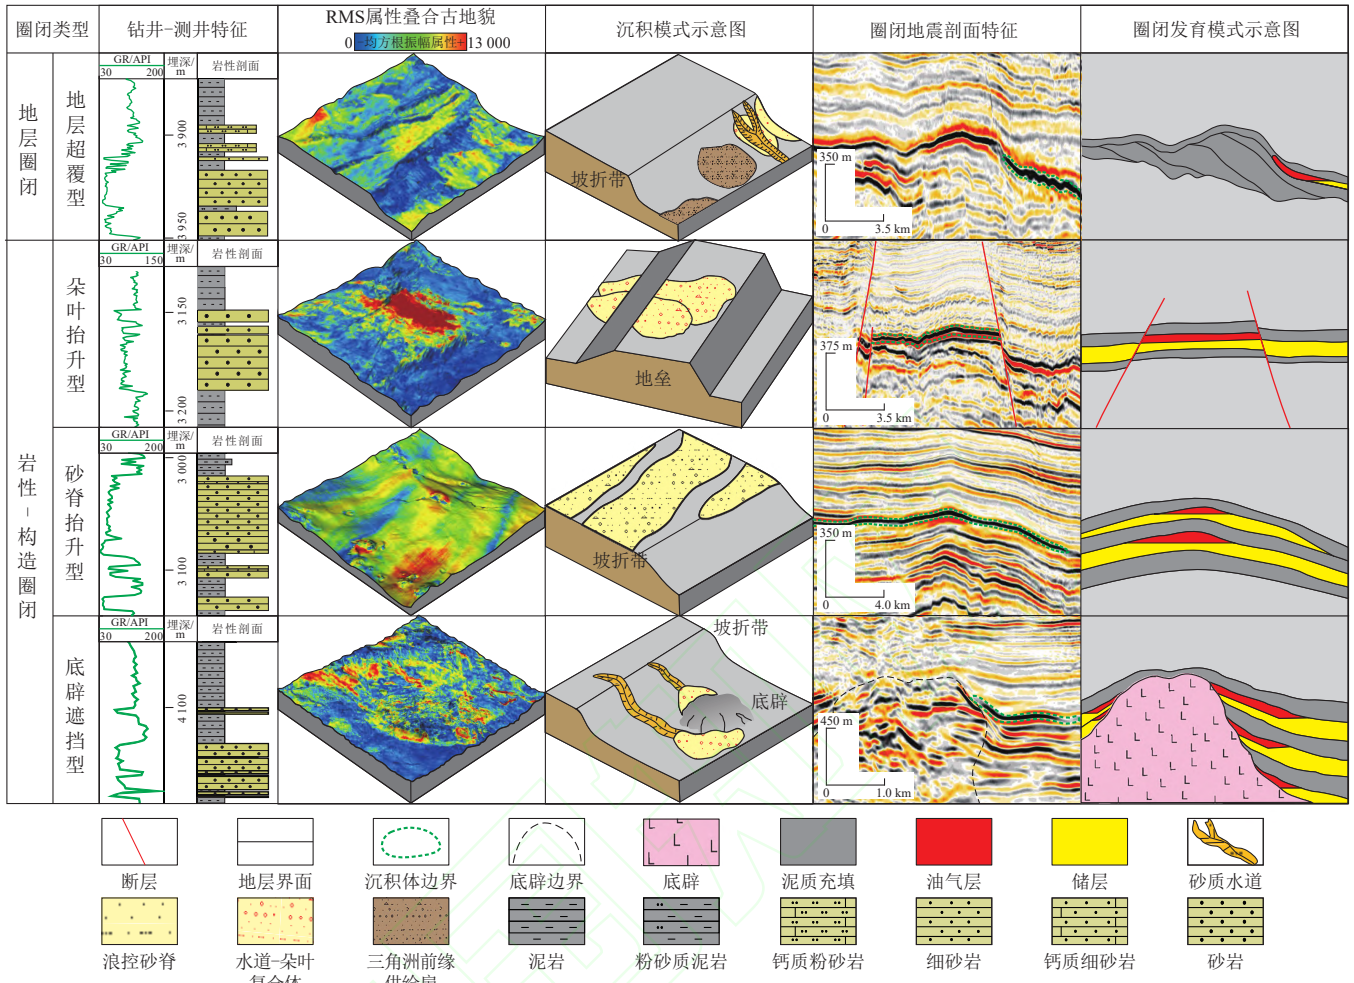 圈闭类型
钻井-测井特征
RMS属性叠合古地貌
0 -均方根振幅属性+ 13 000
沉积模式示意图
圈闭地震剖面特征
圈闭发育模式示意图
地层圈闭
地层超覆型
GR/API
30 200
埋深/
m
岩性剖面
3 900
3 950
坡折带
350 m
0 3.5 km
岩性-构造圈闭
朵叶抬升型
GR/API
30 150
埋深/
m
岩性剖面
3 150
3 200
地垒
375 m
0 3.5 km
砂脊抬升型
GR/API
30 200
埋深/
m
岩性剖面
3 000
3 100
坡折带
350 m
0
0 4.0 km
底辟遮挡型
GR/API
30 200
埋深/
m
岩性剖面
4 100
坡折带
底辟
450 m
0
0 1.0 km
断层
地层界面
沉积体边界
底辟边界
底辟
泥质充填
油气层
储层
砂质水道
浪控砂脊
水道-朵叶
复合体
三角洲前缘
供给扇
泥岩
粉砂质泥岩
钙质粉砂岩
细砂岩
钙质细砂岩
砂岩